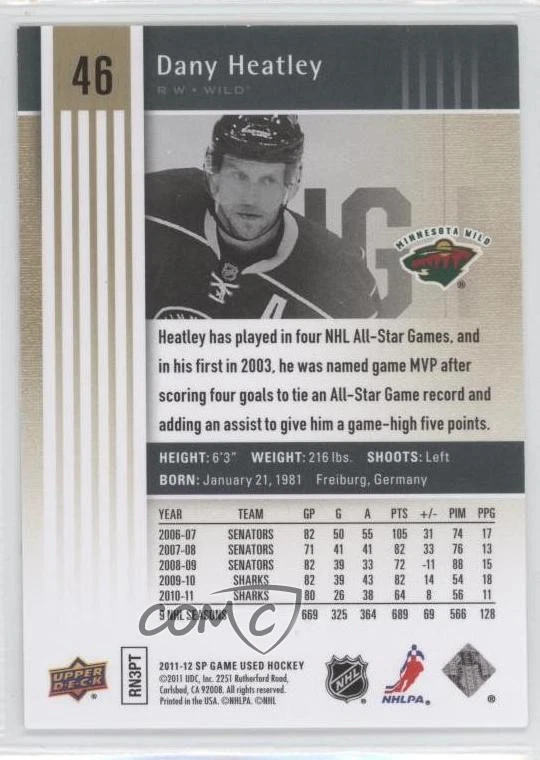 46
Dany Heatley
RW • WILD
MINNESOTA WILD
®
Heatley has played in four NHL All-Star Games, and
in his first in 2003, he was named game MVP after
scoring four goals to tie an All-Star Game record and
adding an assist to give him a game-high five points.
HEIGHT: 6'3" WEIGHT: 216 lbs. SHOOTS: Left
BORN: January 21, 1981 Freiburg, Germany
YEAR TEAM GP G A PTS +/- PIM PPG
2006-07 SENATORS 82 50 55 105 31 74 17
2007-08 SENATORS 71 41 41 82 33 76 13
2008-09 SENATORS 82 39 33 72 -11 88 15
2009-10 SHARKS 82 39 43 82 14 54 18
2010-11 SHARKS 80 26 38 64 8 56 11
9 NHL SEASONS 669 325 364 689 69 566 128
COMC
UPPER
DECK
®
RN3PT
2011-12 SP GAME USED HOCKEY
©2011 UDC, Inc. 2251 Rutherford Road,
Carlsbad, CA 92008. All rights reserved.
Printed in the USA. ©NHLPA. ©NHL
NHL
NHLPA
®